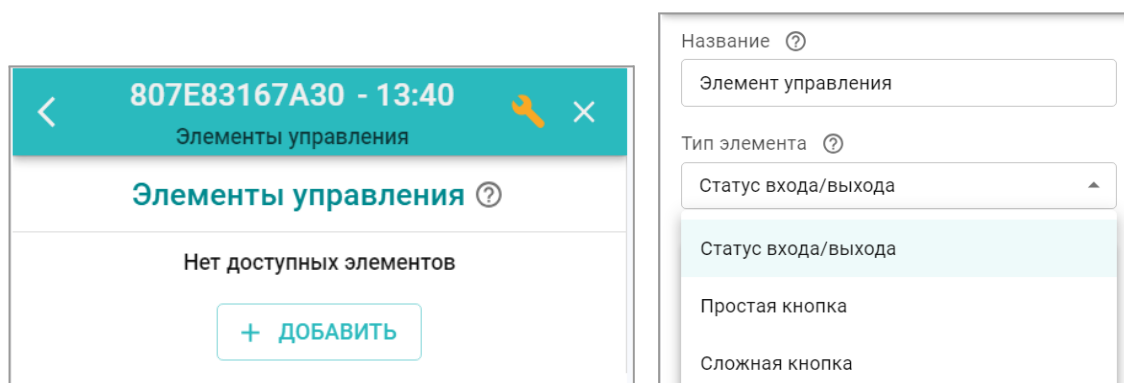 807E83167A30 - 13:40
Элементы управления
Элементы управления
Нет доступных элементов
+ ДОБАВИТЬ
Название
Элемент управления
Тип элемента
Статус входа/выхода
Статус входа/выхода
Простая кнопка
Сложная кнопка